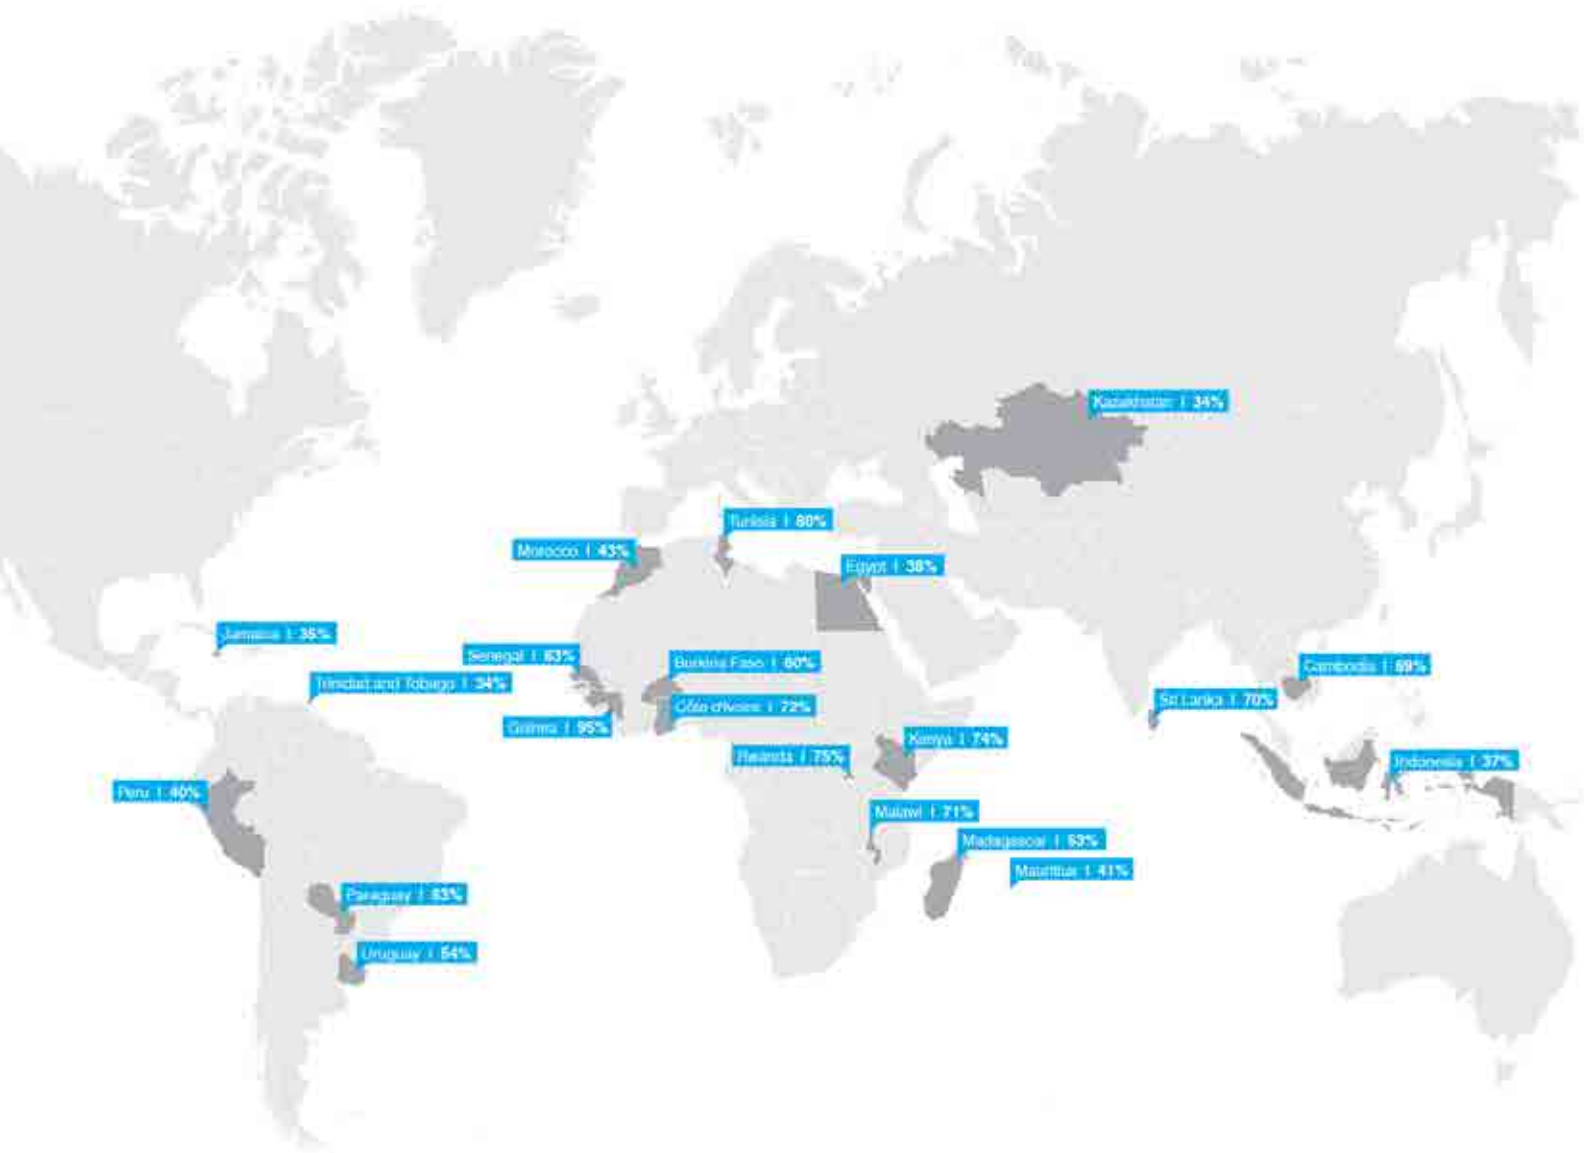 Kazakhstan | 34%
Tunisia | 60%
Morocco | 43%
Egypt | 38%
Jamaica | 35%
Senegal | 63%
Burkina Faso | 60%
Cambodia | 69%
Trinidad and Tobago | 34%
Sri Lanka | 70%
Côte d'Ivoire | 72%
Guinea | 95%
Kenya | 74%
Rwanda | 75%
Indonesia | 37%
Peru | 40%
Malawi | 71%
Madagascar | 53%
Mauritius | 41%
Paraguay |
Uruguay | 54%